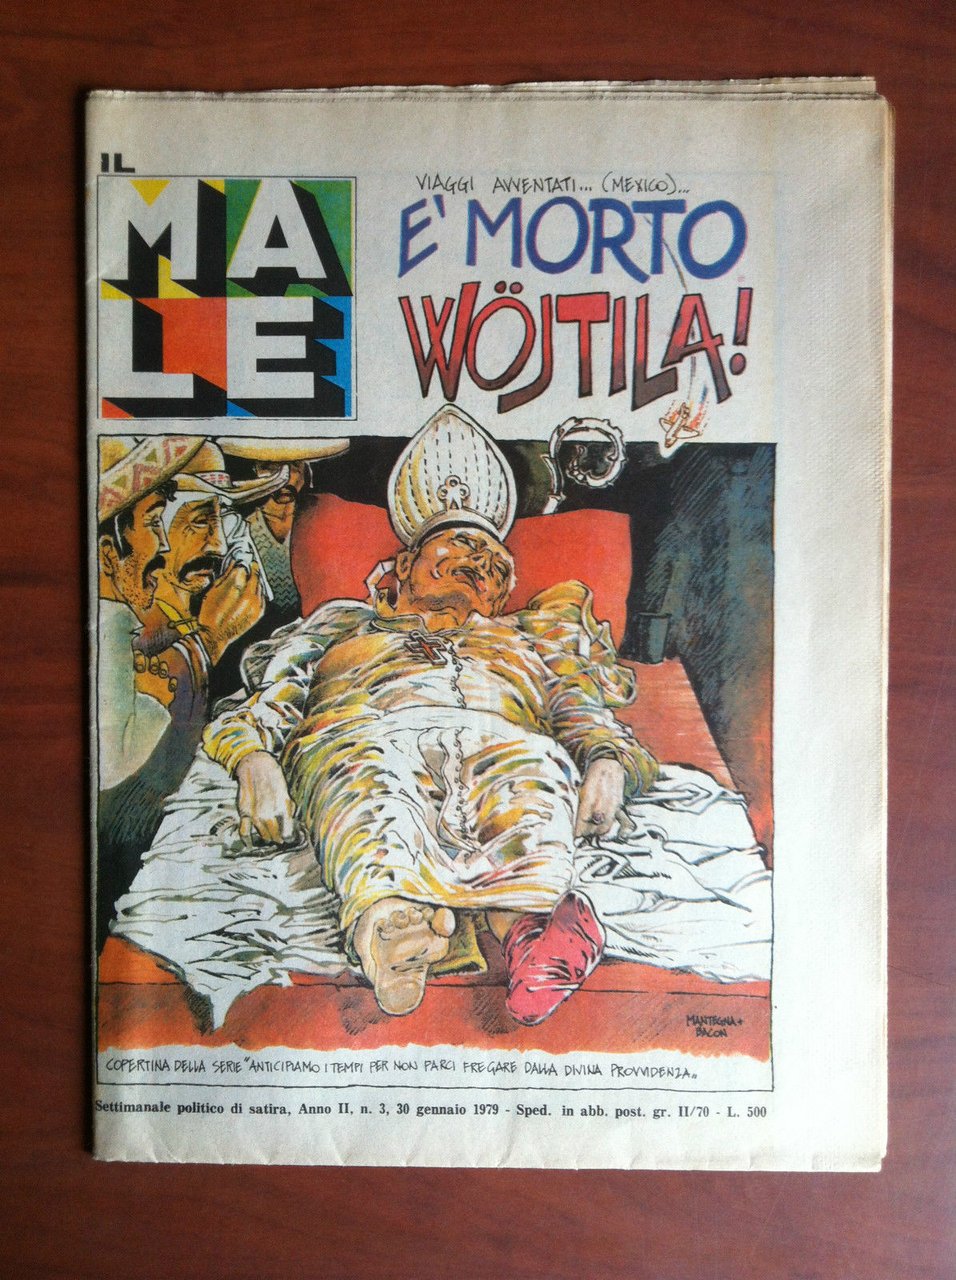 IL
MA
LE
VIAGGI AVVENTATI... (MEXICO)...
E' MORTO
WÖJTILA!
MANTEGNA +
BACON
COPERTINA DELLA SERIE "ANTICIPIAMO I TEMPI PER NON FARCI FREGARE DALLA DIVINA PROVVIDENZA„
Settimanale politico di satira, Anno II, n. 3, 30 gennaio 1979 - Sped. in abb. post. gr. II/70 - L. 500